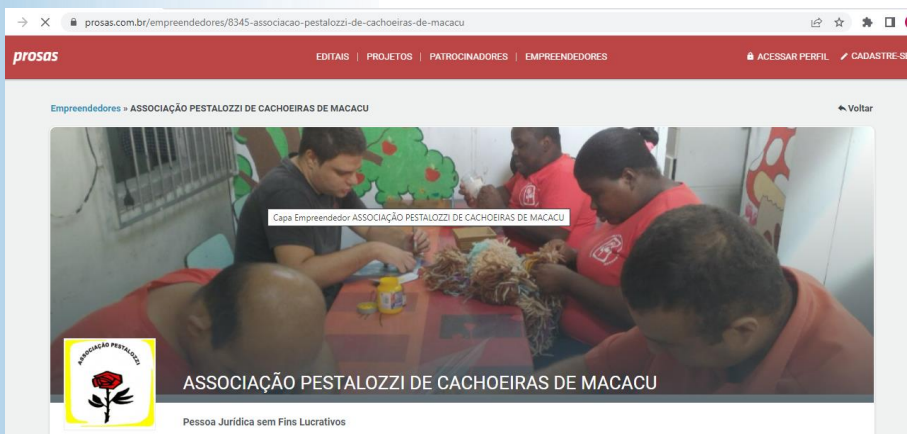 prosas.com.br/empreendedores/8345-associacao-pestalozzi-de-cachoeiras-de-macacu
prosas
EDITAIS | PROJETOS | PATROCINADORES | EMPREENDEDORES
ACESSAR PERFIL CADASTRE-SE
Empreendedores » ASSOCIAÇÃO PESTALOZZI DE CACHOEIRAS DE MACACU
Voltar
Capa Empreendedor ASSOCIAÇÃO PESTALOZZI DE CACHOEIRAS DE MACACU
ASSOCIAÇÃO PESTALOZZI
ASSOCIAÇÃO PESTALOZZI DE CACHOEIRAS DE MACACU
Pessoa Jurídica sem Fins Lucrativos